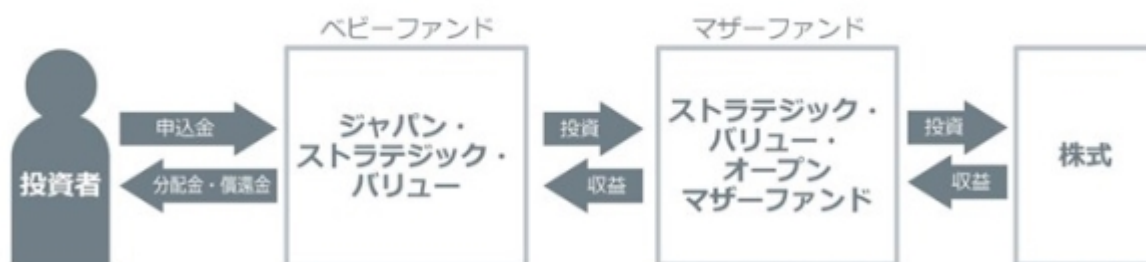 ベビーファンド
マザーファンド
投資者
申込金
分配金・償還金
ジャパン・
ストラテジック・
バリュー
投資
収益
ストラテジック・
バリュー・
オープン
マザーファンド
投資
収益
株式